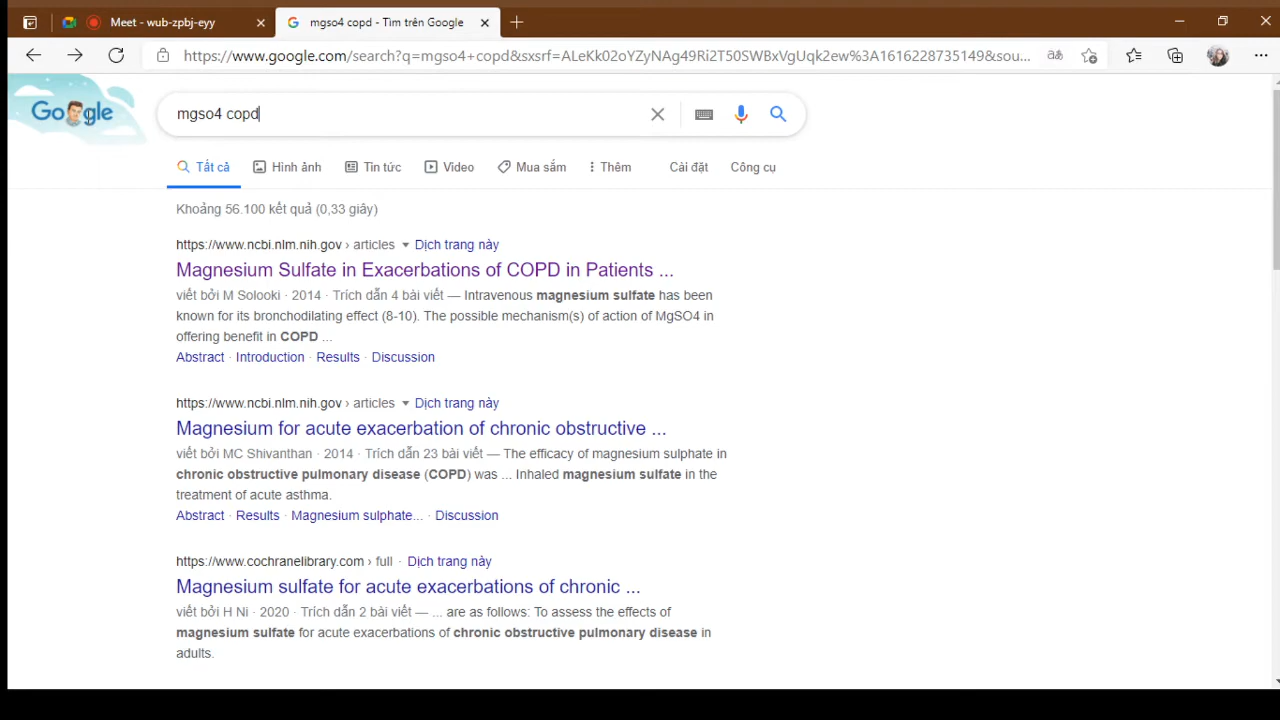 Meet - wub-zpbj-eyy
mgso4 copd - Tìm trên Google
https://www.google.com/search?q=mgso4+copd&sxsrf=ALeKk02oYZyNAg49Ri2T50SWBxVgUqk2ew%3A1616228735149&sou...
Google
mgso4 copd
Tất cả Hình ảnh Tin tức Video Mua sắm Thêm Cài đặt Công cụ
Khoảng 56.100 kết quả (0,33 giây)
https://www.ncbi.nlm.nih.gov › articles Dịch trang này
Magnesium Sulfate in Exacerbations of COPD in Patients ...
viết bởi M Solooki · 2014 · Trích dẫn 4 bài viết — Intravenous magnesium sulfate has been
known for its bronchodilating effect (8-10). The possible mechanism(s) of action of MgSO4 in
offering benefit in COPD ...
Abstract · Introduction · Results · Discussion
https://www.ncbi.nlm.nih.gov › articles Dịch trang này
Magnesium for acute exacerbation of chronic obstructive ...
viết bởi MC Shivanthan · 2014 · Trích dẫn 23 bài viết — The efficacy of magnesium sulphate in
chronic obstructive pulmonary disease (COPD) was ... Inhaled magnesium sulfate in the
treatment of acute asthma.
Abstract · Results · Magnesium sulphate... · Discussion
https://www.cochranelibrary.com › full · Dịch trang này
Magnesium sulfate for acute exacerbations of chronic ...
viết bởi H Ni · 2020 · Trích dẫn 2 bài viết — ... are as follows: To assess the effects of
magnesium sulfate for acute exacerbations of chronic obstructive pulmonary disease in
adults.